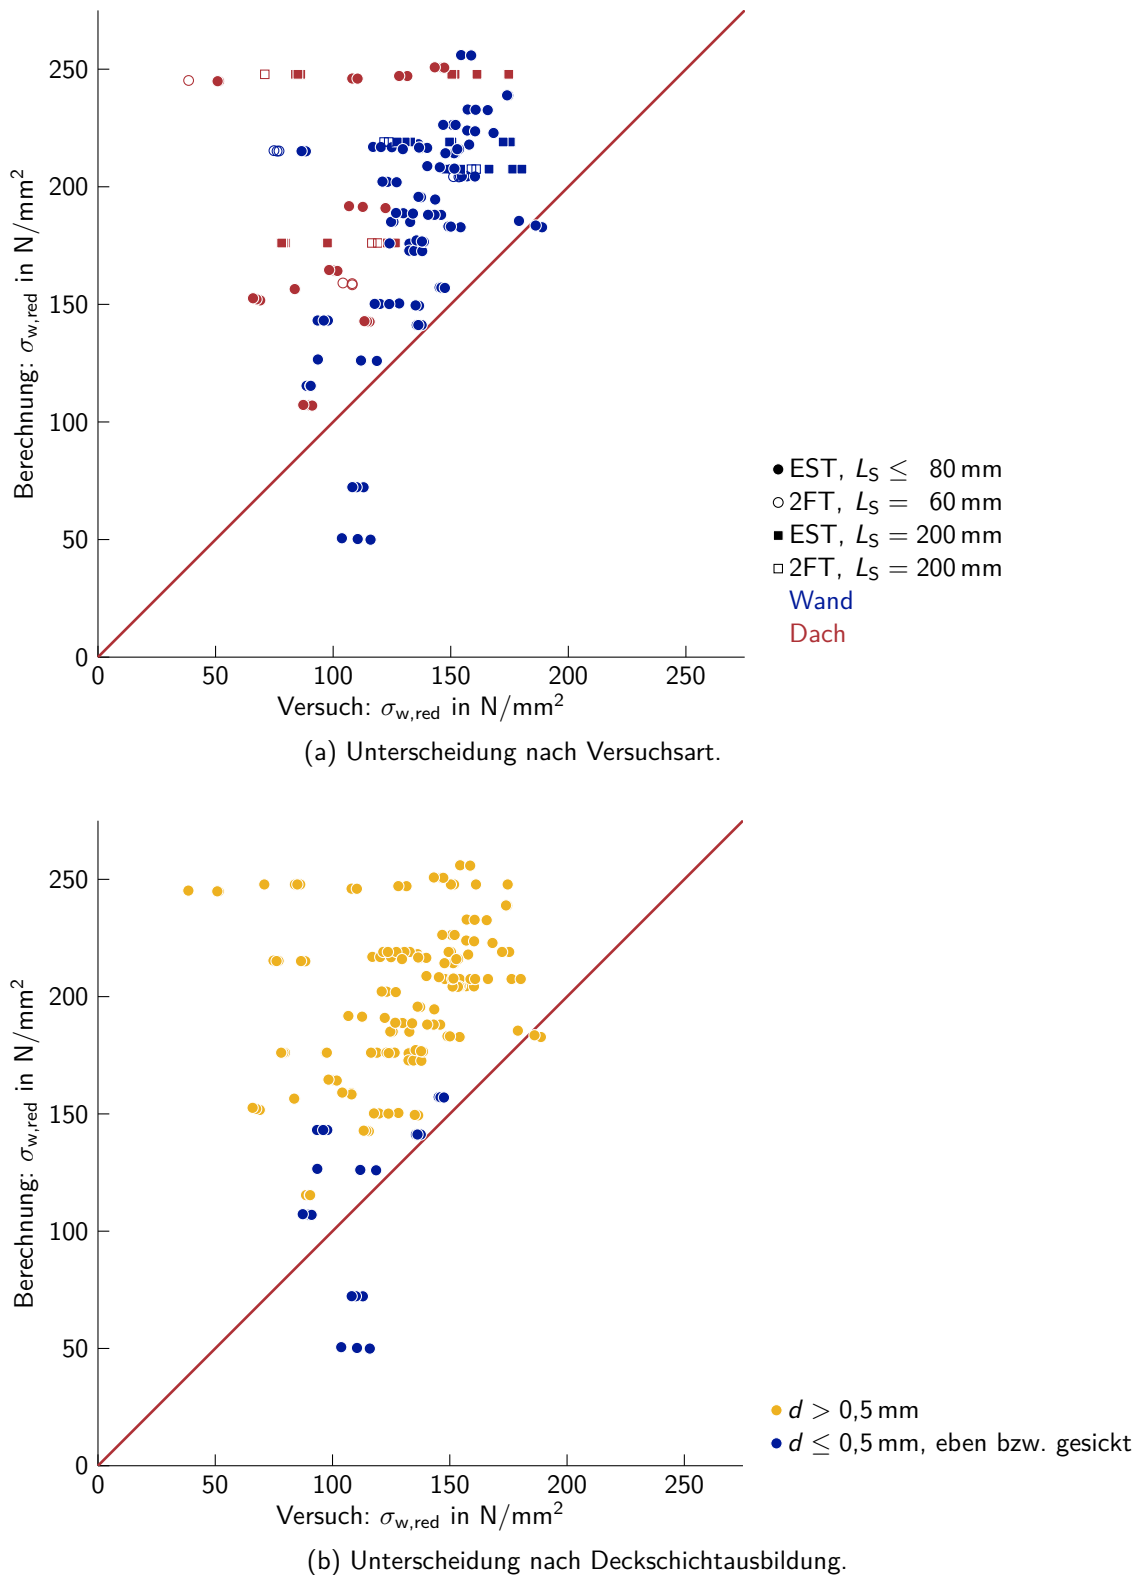 250
200
150
100
50
0
Berechnung: σw,red in N/mm²
0 50 100 150 200 250
Versuch: σw,red in N/mm²
EST, LS ≤ 80 mm
2FT, LS = 60 mm
EST, LS = 200 mm
2FT, LS = 200 mm
Wand
Dach
(a) Unterscheidung nach Versuchsart.
250
200
150
100
50
0
Berechnung: σw,red in N/mm²
0 50 100 150 200 250
Versuch: σw,red in N/mm²
d > 0,5 mm
d ≤ 0,5 mm, eben bzw. gesickt
(b) Unterscheidung nach Deckschichtausbildung.